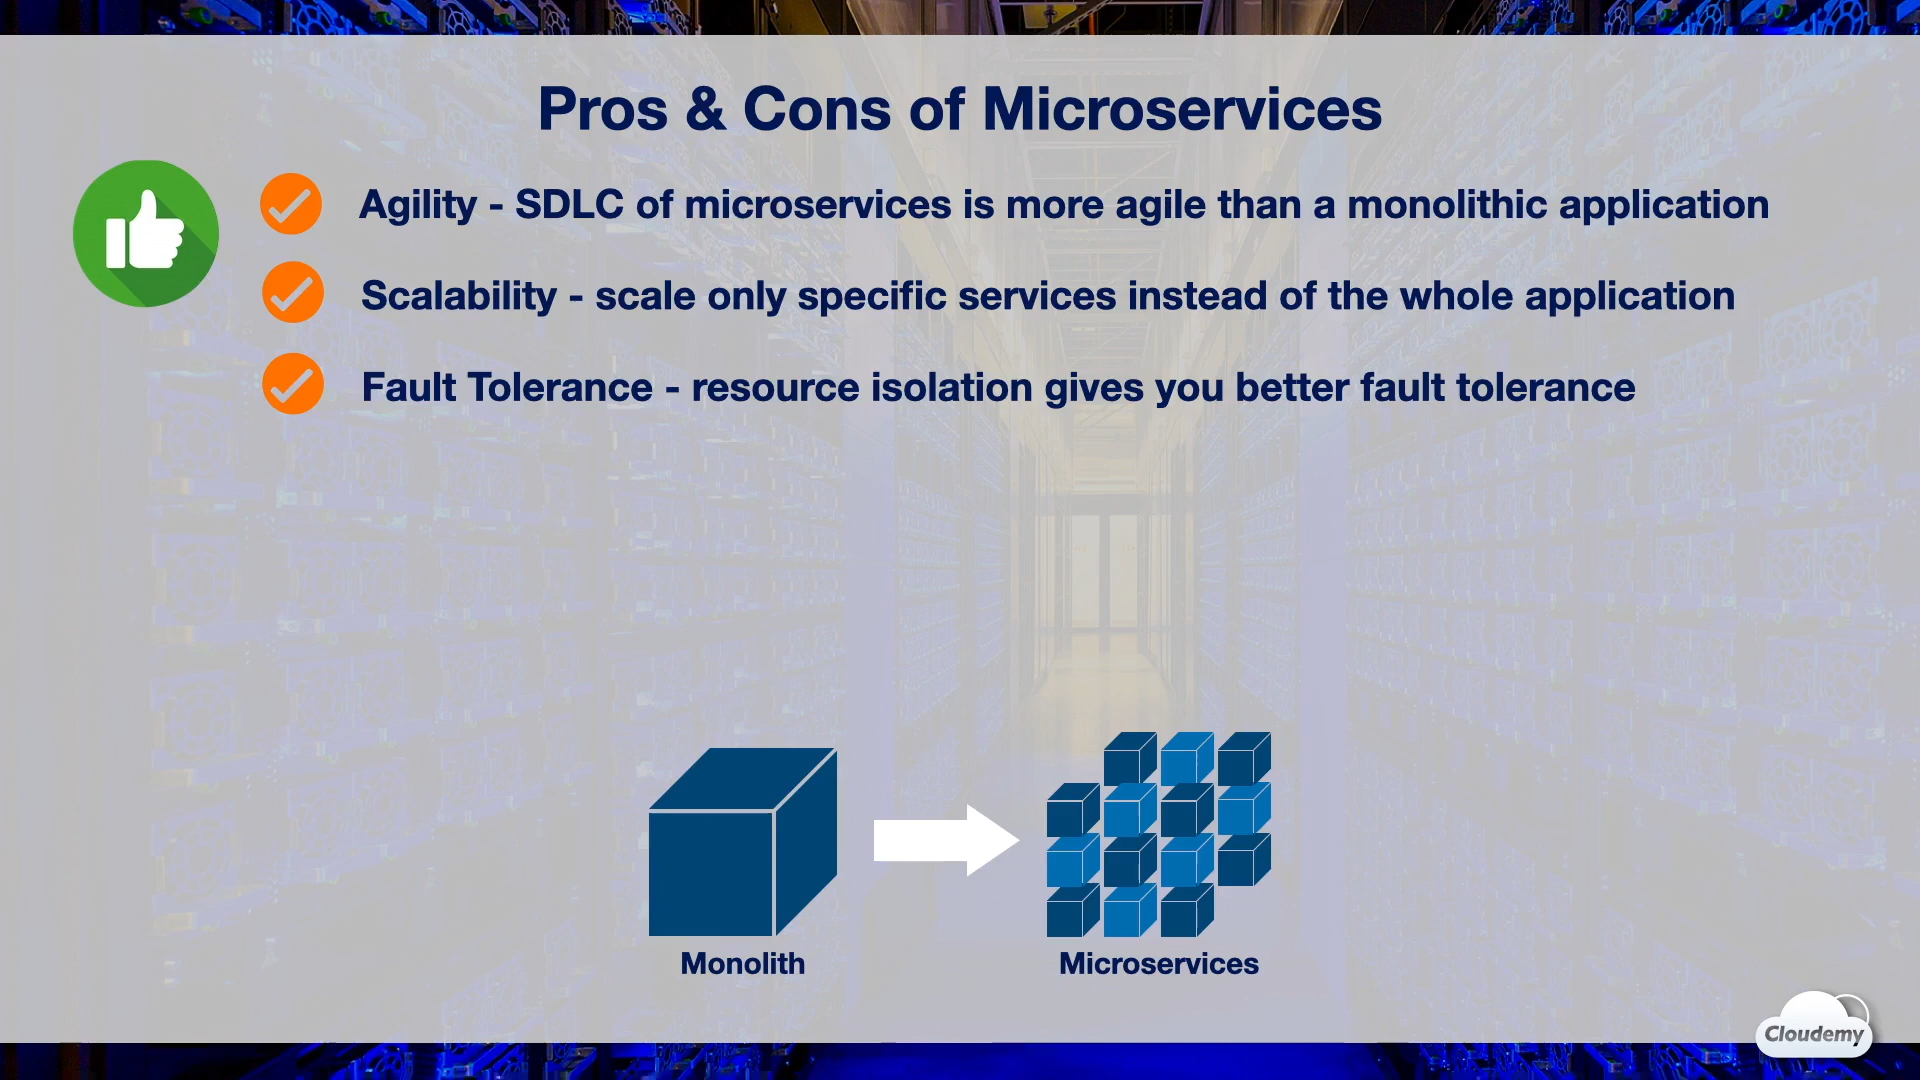 Pros & Cons of Microservices
Agility - SDLC of microservices is more agile than a monolithic application
Scalability - scale only specific services instead of the whole application
Fault Tolerance - resource isolation gives you better fault tolerance
Monolith
Microservices
Cloudemy